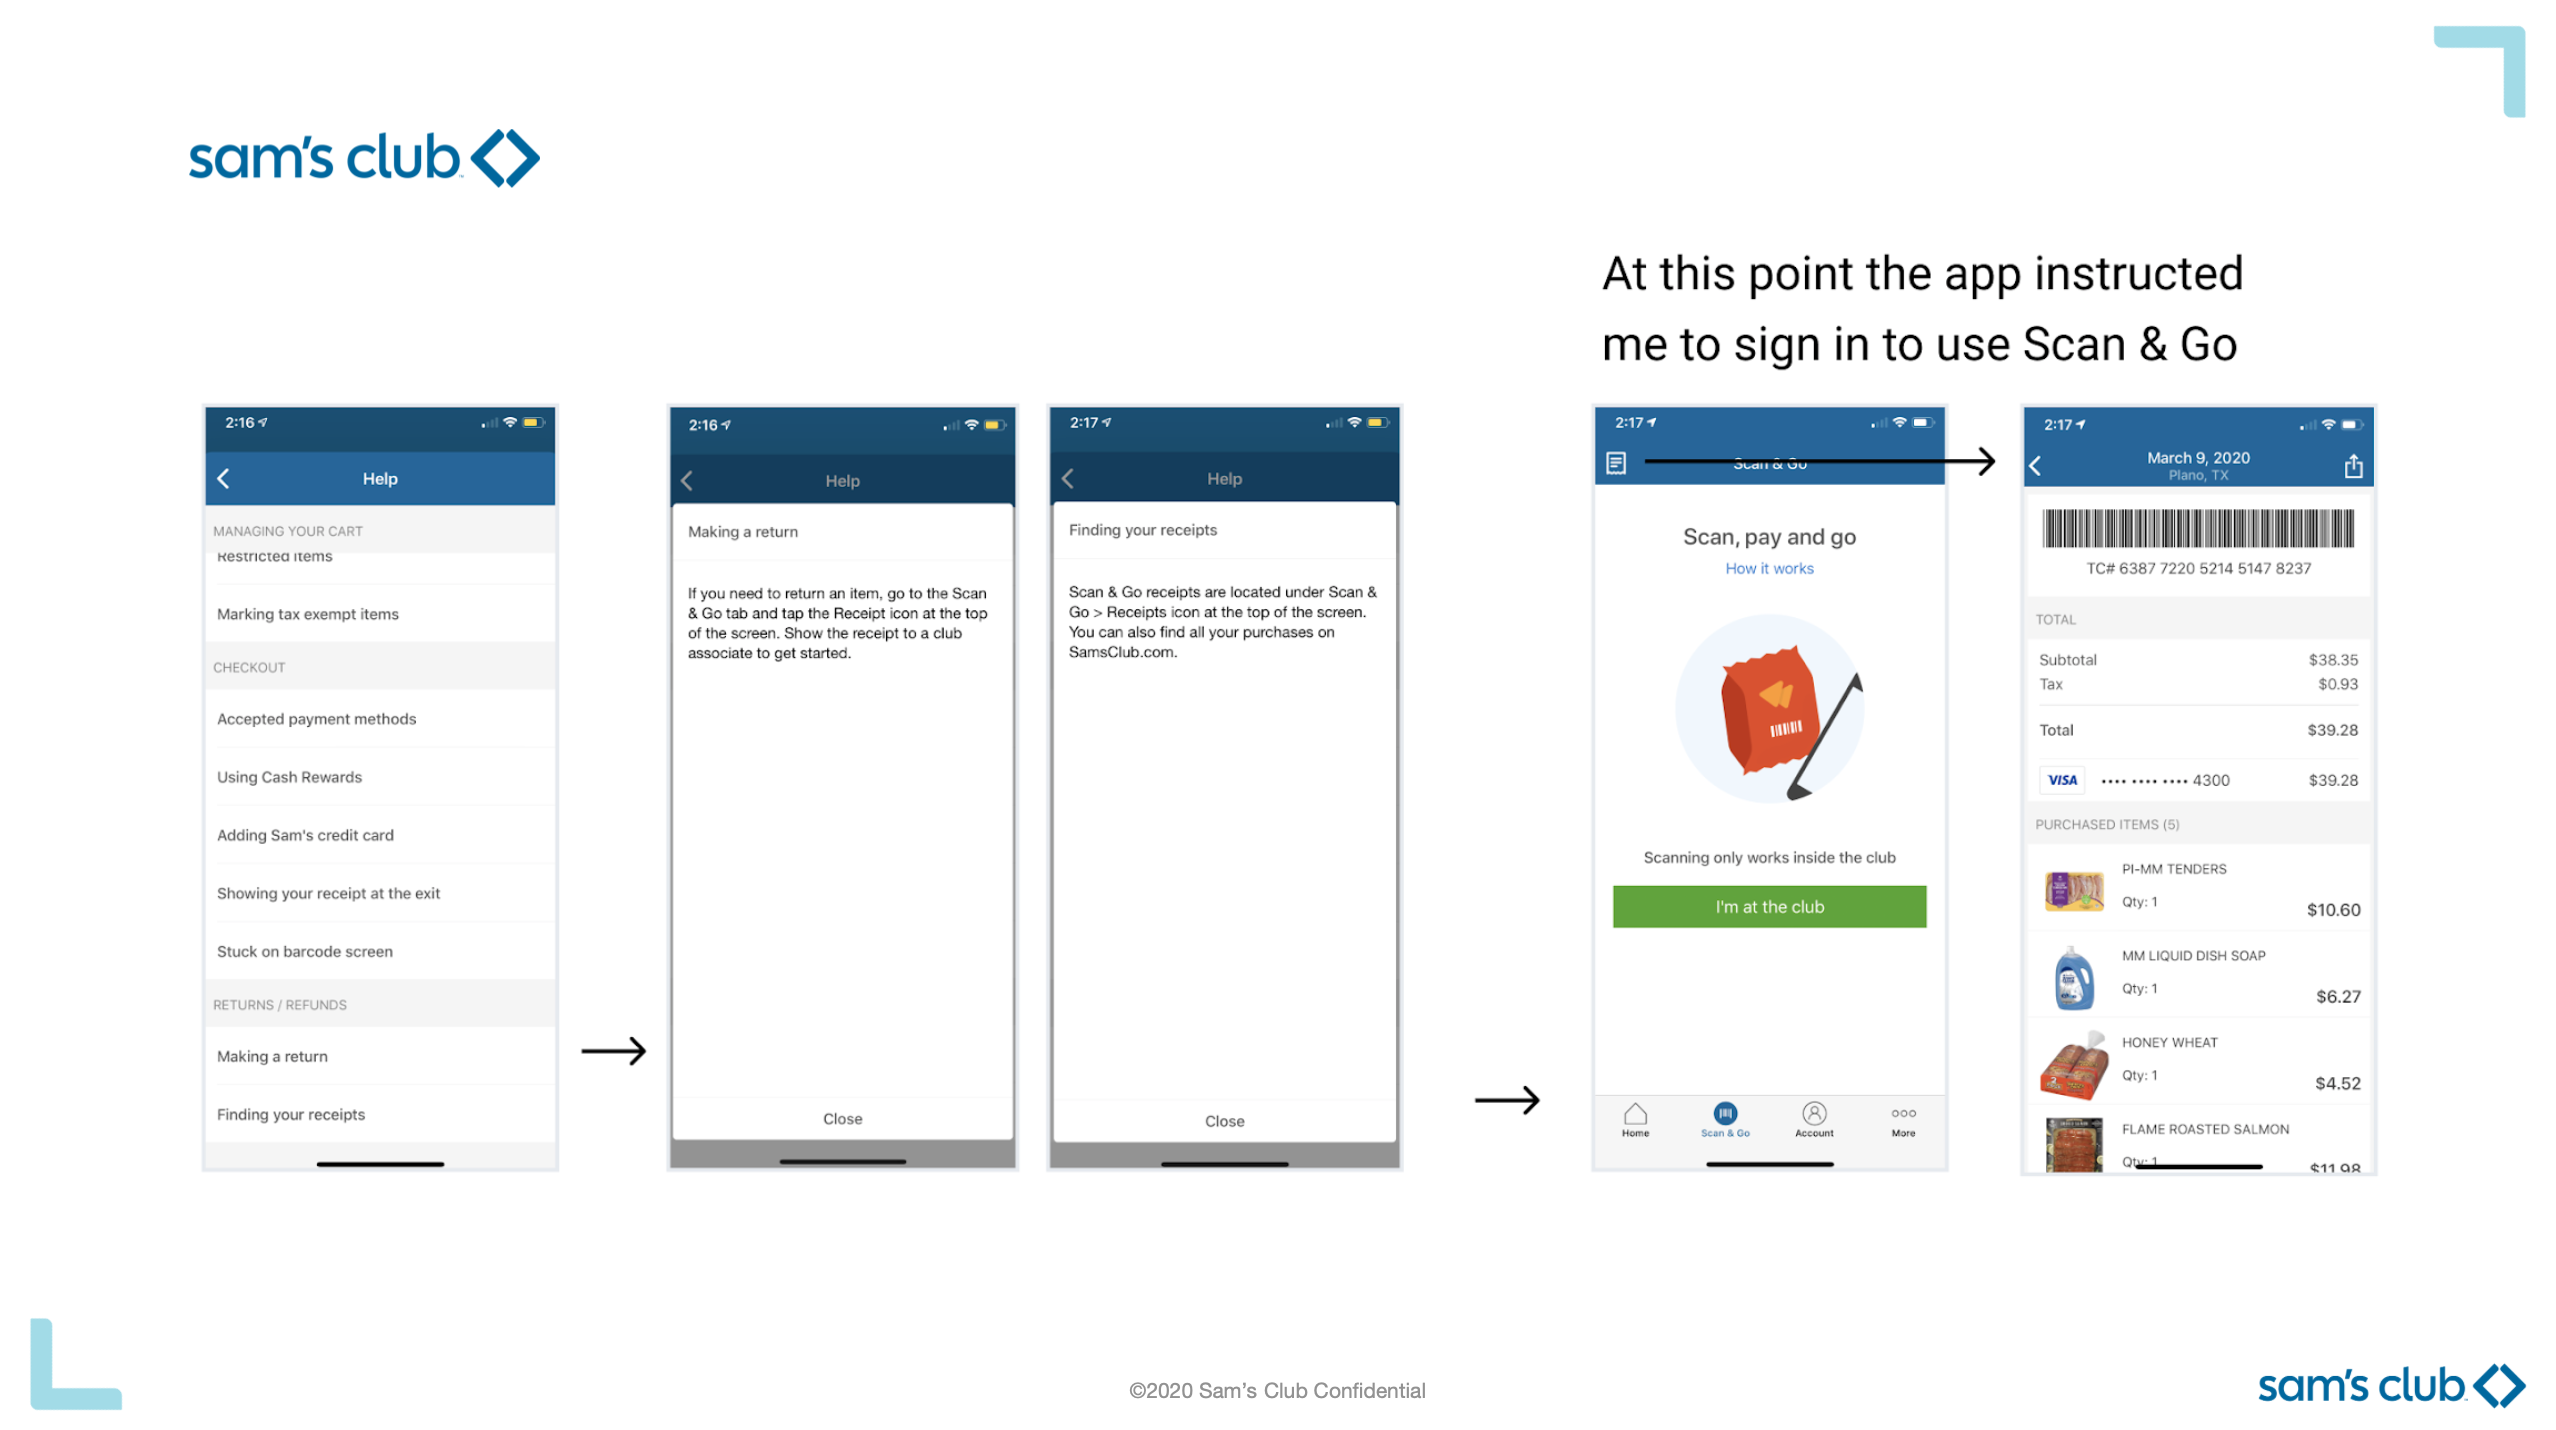 sam's club
At this point the app instructed
me to sign in to use Scan & Go
2:16
Help
MANAGING YOUR CART
Restricted items
Marking tax exempt items
CHECKOUT
Accepted payment methods
Using Cash Rewards
Adding Sam's credit card
Showing your receipt at the exit
Stuck on barcode screen
RETURNS / REFUNDS
Making a return
Finding your receipts
2:16
Help
Making a return
If you need to return an item, go to the Scan
& Go tab and tap the Receipt icon at the top
of the screen. Show the receipt to a club
associate to get started.
Close
2:17
Help
Finding your receipts
Scan & Go receipts are located under Scan &
Go > Receipts icon at the top of the screen.
You can also find all your purchases on
SamsClub.com.
Close
2:17
Scan & Go
Scan, pay and go
How it works
Scanning only works inside the club
I'm at the club
Home
Scan & Go
Account
More
2:17
March 9, 2020
Plano, TX
TC# 6387 7220 5214 5147 8237
TOTAL
Subtotal $38.35
Tax $0.93
Total $39.28
VISA •••• •••• •••• 4300 $39.28
PURCHASED ITEMS (5)
PI-MM TENDERS
Qty: 1
$10.60
MM LIQUID DISH SOAP
Qty: 1
$6.27
HONEY WHEAT
Qty: 1
$4.52
FLAME ROASTED SALMON
Qty: 1
$11.98
©2020 Sam's Club Confidential
sam's club